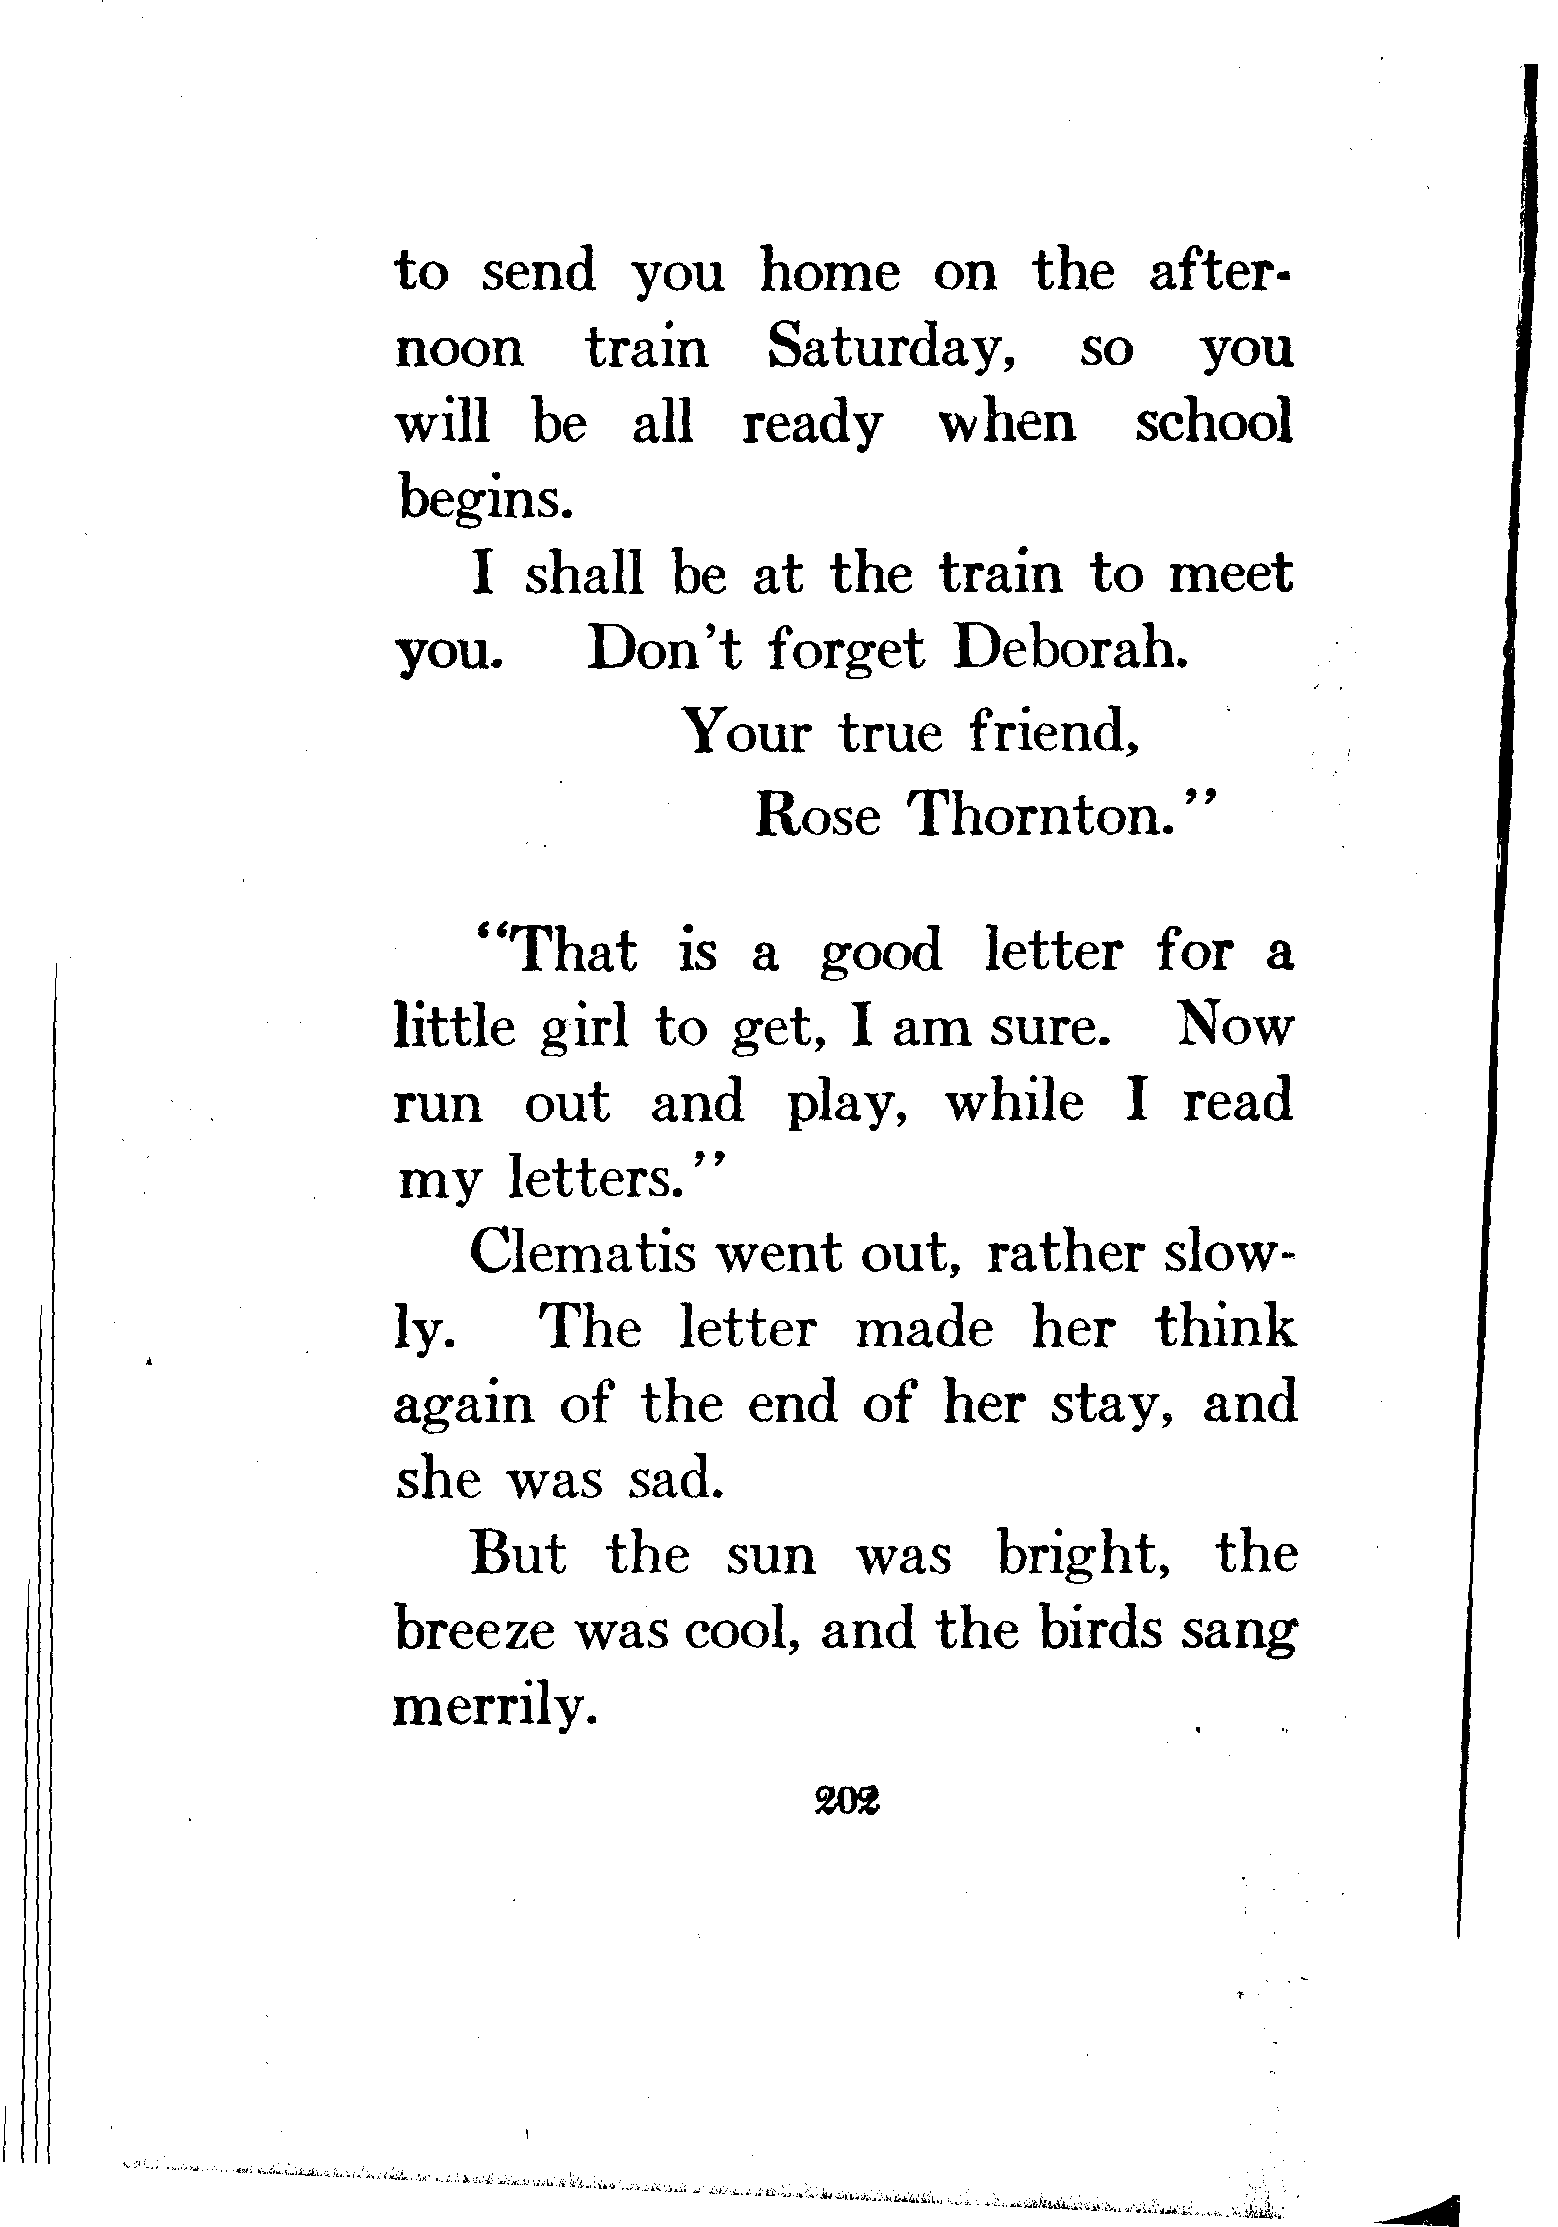 to send you home on the after-
noon train Saturday, so you
will be all ready when school
begins.
I shall be at the train to meet
you. Don't forget Deborah.
Your true friend,
Rose Thornton."
"That is a good letter for a
little girl to get, I am sure. Now
run out and play, while I read
my letters."
Clematis went out, rather slow-
ly. The letter made her think
again of the end of her stay, and
she was sad.
But the sun was bright, the
breeze was cool, and the birds sang
merrily.
202